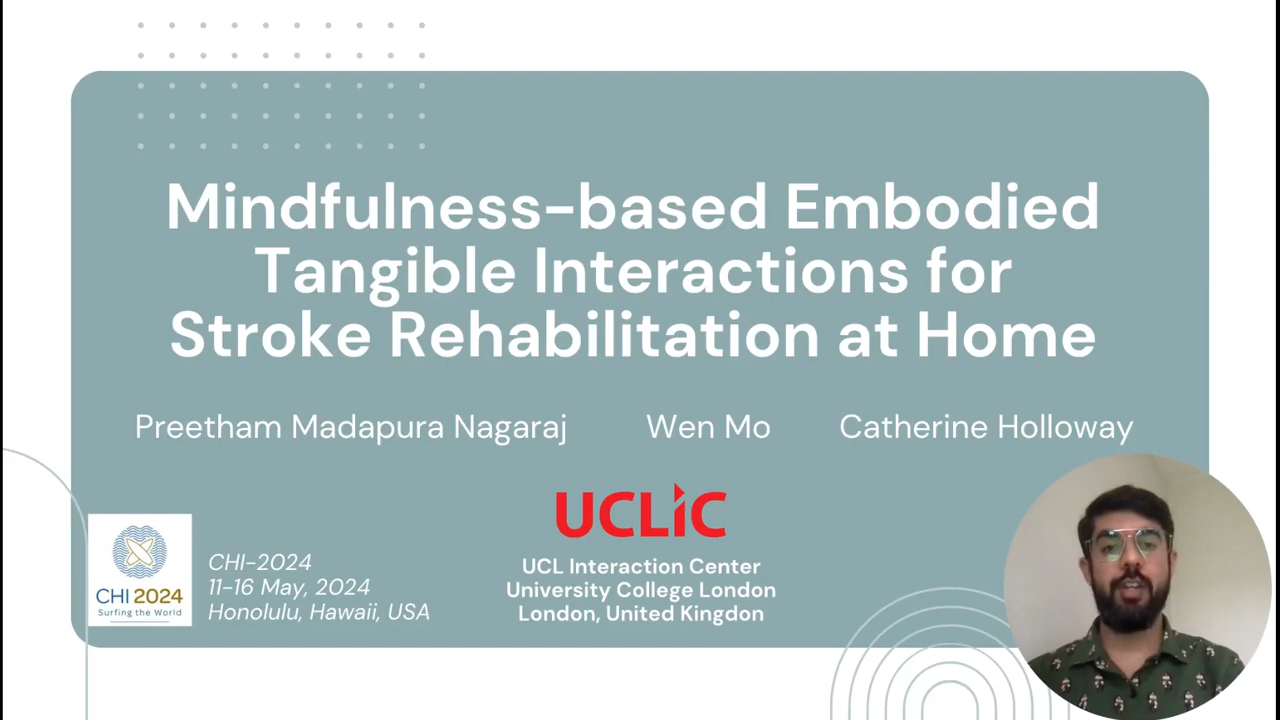 Mindfulness-based Embodied
Tangible Interactions for
Stroke Rehabilitation at Home
Preetham Madapura Nagaraj Wen Mo Catherine Holloway
UCLIC
UCL Interaction Center
University College London
London, United Kingdon
CHI 2024
Surfing the World
CHI-2024
11-16 May, 2024
Honolulu, Hawaii, USA